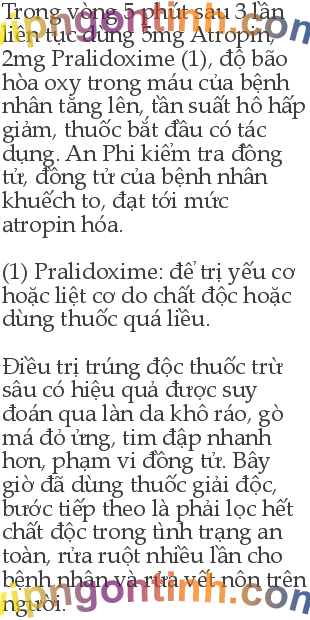 Trong vòng 5 phút sau 3 lần
liên tục dùng 5mg Atropin,
2mg Pralidoxime (1), độ bão
hòa oxy trong máu của bệnh
nhân tăng lên, tần suất hô hấp
giảm, thuốc bắt đầu có tác
dụng. An Phi kiểm tra đồng
tử, đồng tử của bệnh nhân
khuếch to, đạt tới mức
atropin hóa.
(1) Pralidoxime: để trị yếu cơ
hoặc liệt cơ do chất độc hoặc
dùng thuốc quá liều.
Điều trị trúng độc thuốc trừ
sâu có hiệu quả được suy
đoán qua làn da khô ráo, gò
má đỏ ửng, tim đập nhanh
hơn, phạm vi đồng tử. Bây
giờ đã dùng thuốc giải độc,
bước tiếp theo là phải lọc hết
chất độc trong tình trạng an
toàn, rửa ruột nhiều lần cho
bệnh nhân và rửa vết nôn trên
người.
vipngontinh.com
vipngontinh.com